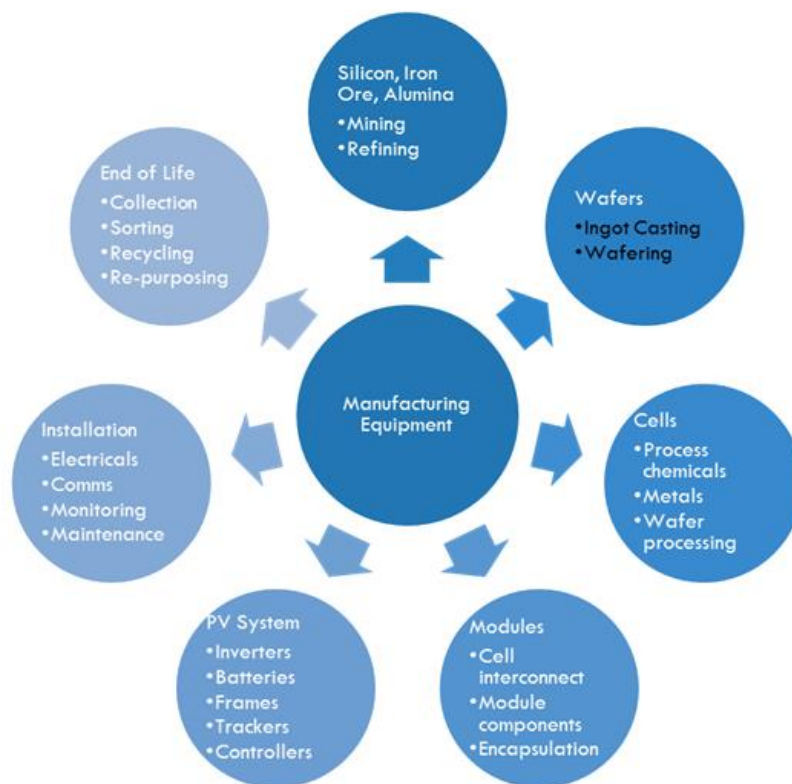 Silicon, Iron
Ore, Alumina
•Mining
•Refining
Wafers
•Ingot Casting
•Wafering
Cells
•Process
chemicals
•Metals
•Wafer
processing
Modules
•Cell
interconnect
•Module
components
•Encapsulation
PV System
•Inverters
•Batteries
•Frames
•Trackers
•Controllers
Installation
•Electricals
•Comms
•Monitoring
•Maintenance
End of Life
•Collection
•Sorting
•Recycling
•Re-purposing
Manufacturing
Equipment